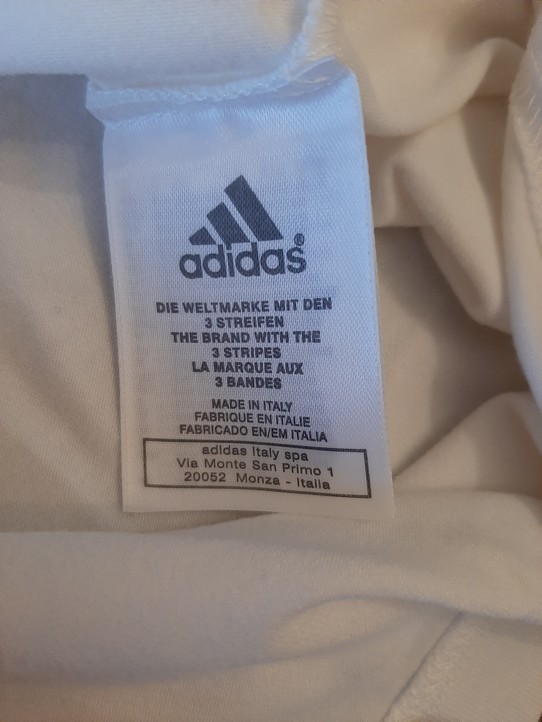 adidas®
DIE WELTMARKE MIT DEN
3 STREIFEN
THE BRAND WITH THE
3 STRIPES
LA MARQUE AUX
3 BANDES
MADE IN ITALY
FABRIQUE EN ITALIE
FABRICADO EN/EM ITALIA
adidas Italy spa
Via Monte San Primo 1
20052 Monza - Italia